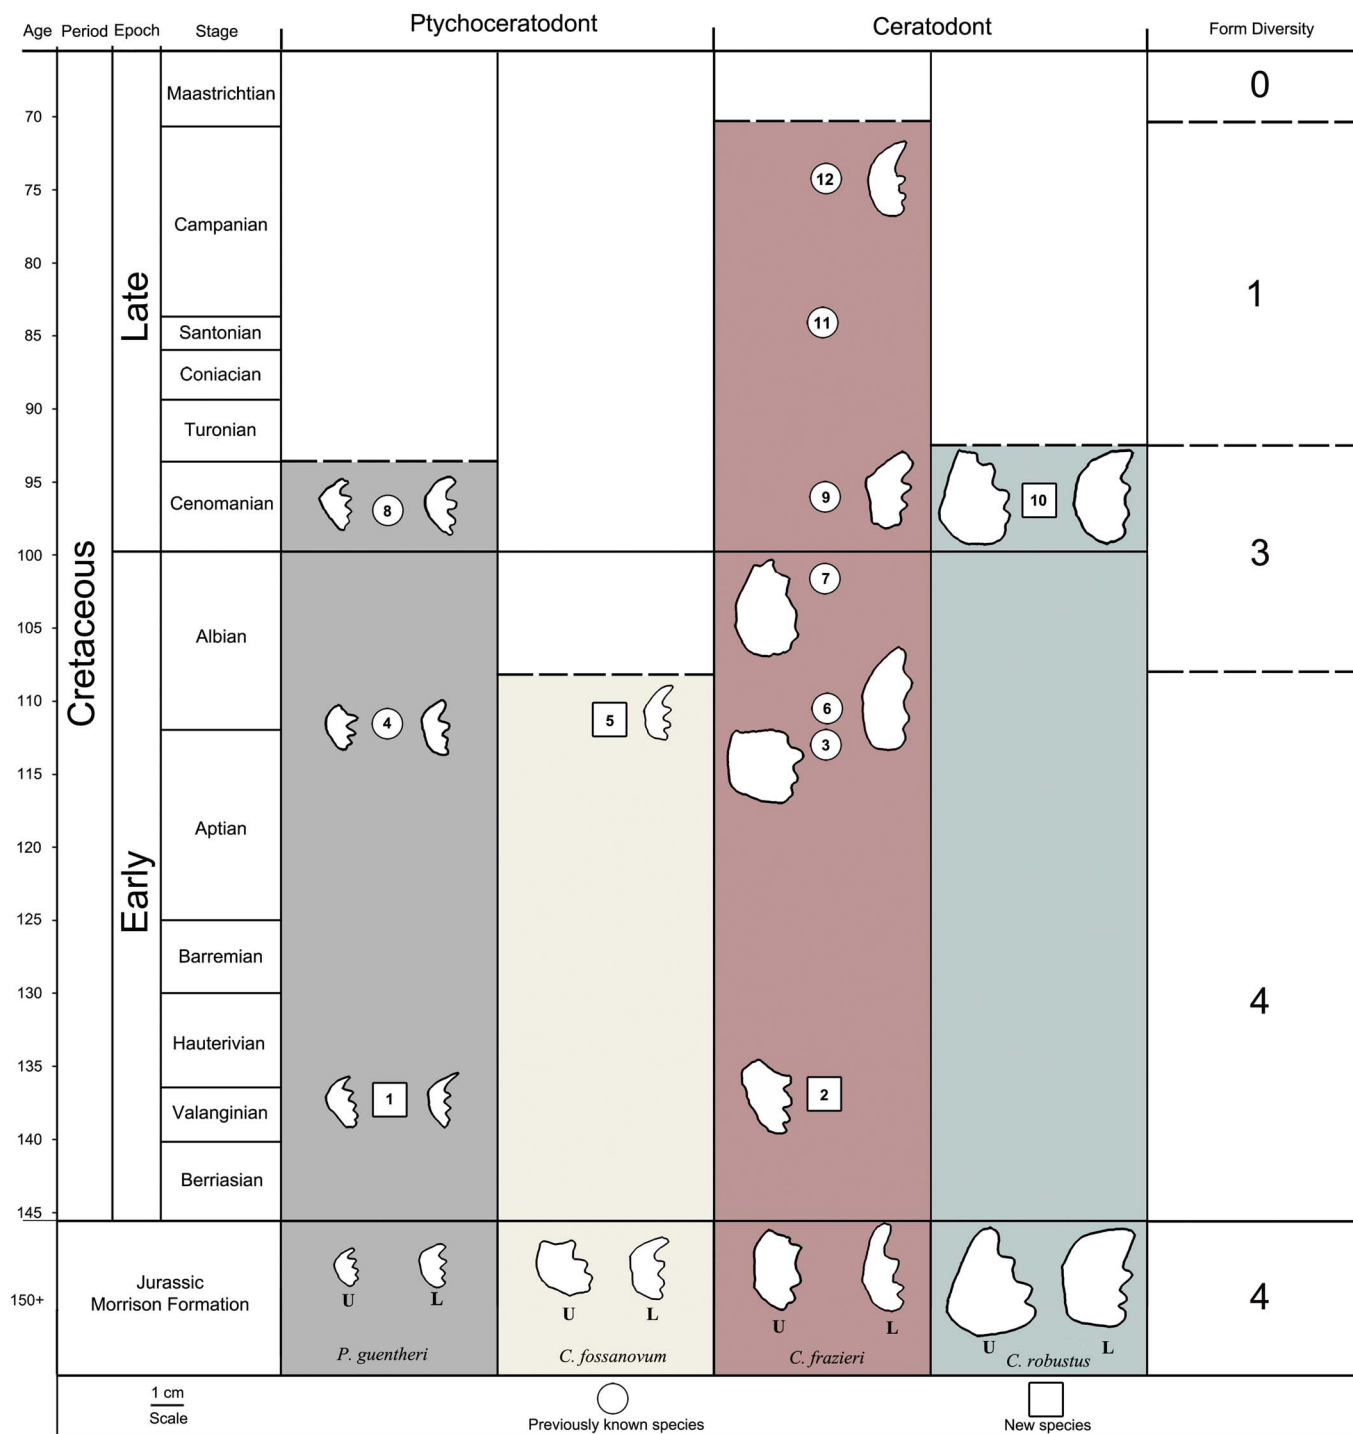 Age Period Epoch Stage Ptychoceratodont Ceratodont Form Diversity
Maastrichtian 0
70
12
75
Campanian
80
Late 1
11
Santonian
85
Coniacian
90
Turonian
95
Cenomanian 8 9 10
100
Cretaceous 3
7
105
Albian
110
4 5 6
3
115
Aptian
120
Early
125
Barremian
130
4
Hauterivian
135
1 2
Valanginian
140
Berriasian
145
Jurassic
Morrison Formation
150+
4
U L U L U L U L
P. guentheri C. fossanovum C. frazieri C. robustus
1 cm
Scale
Previously known species
New species